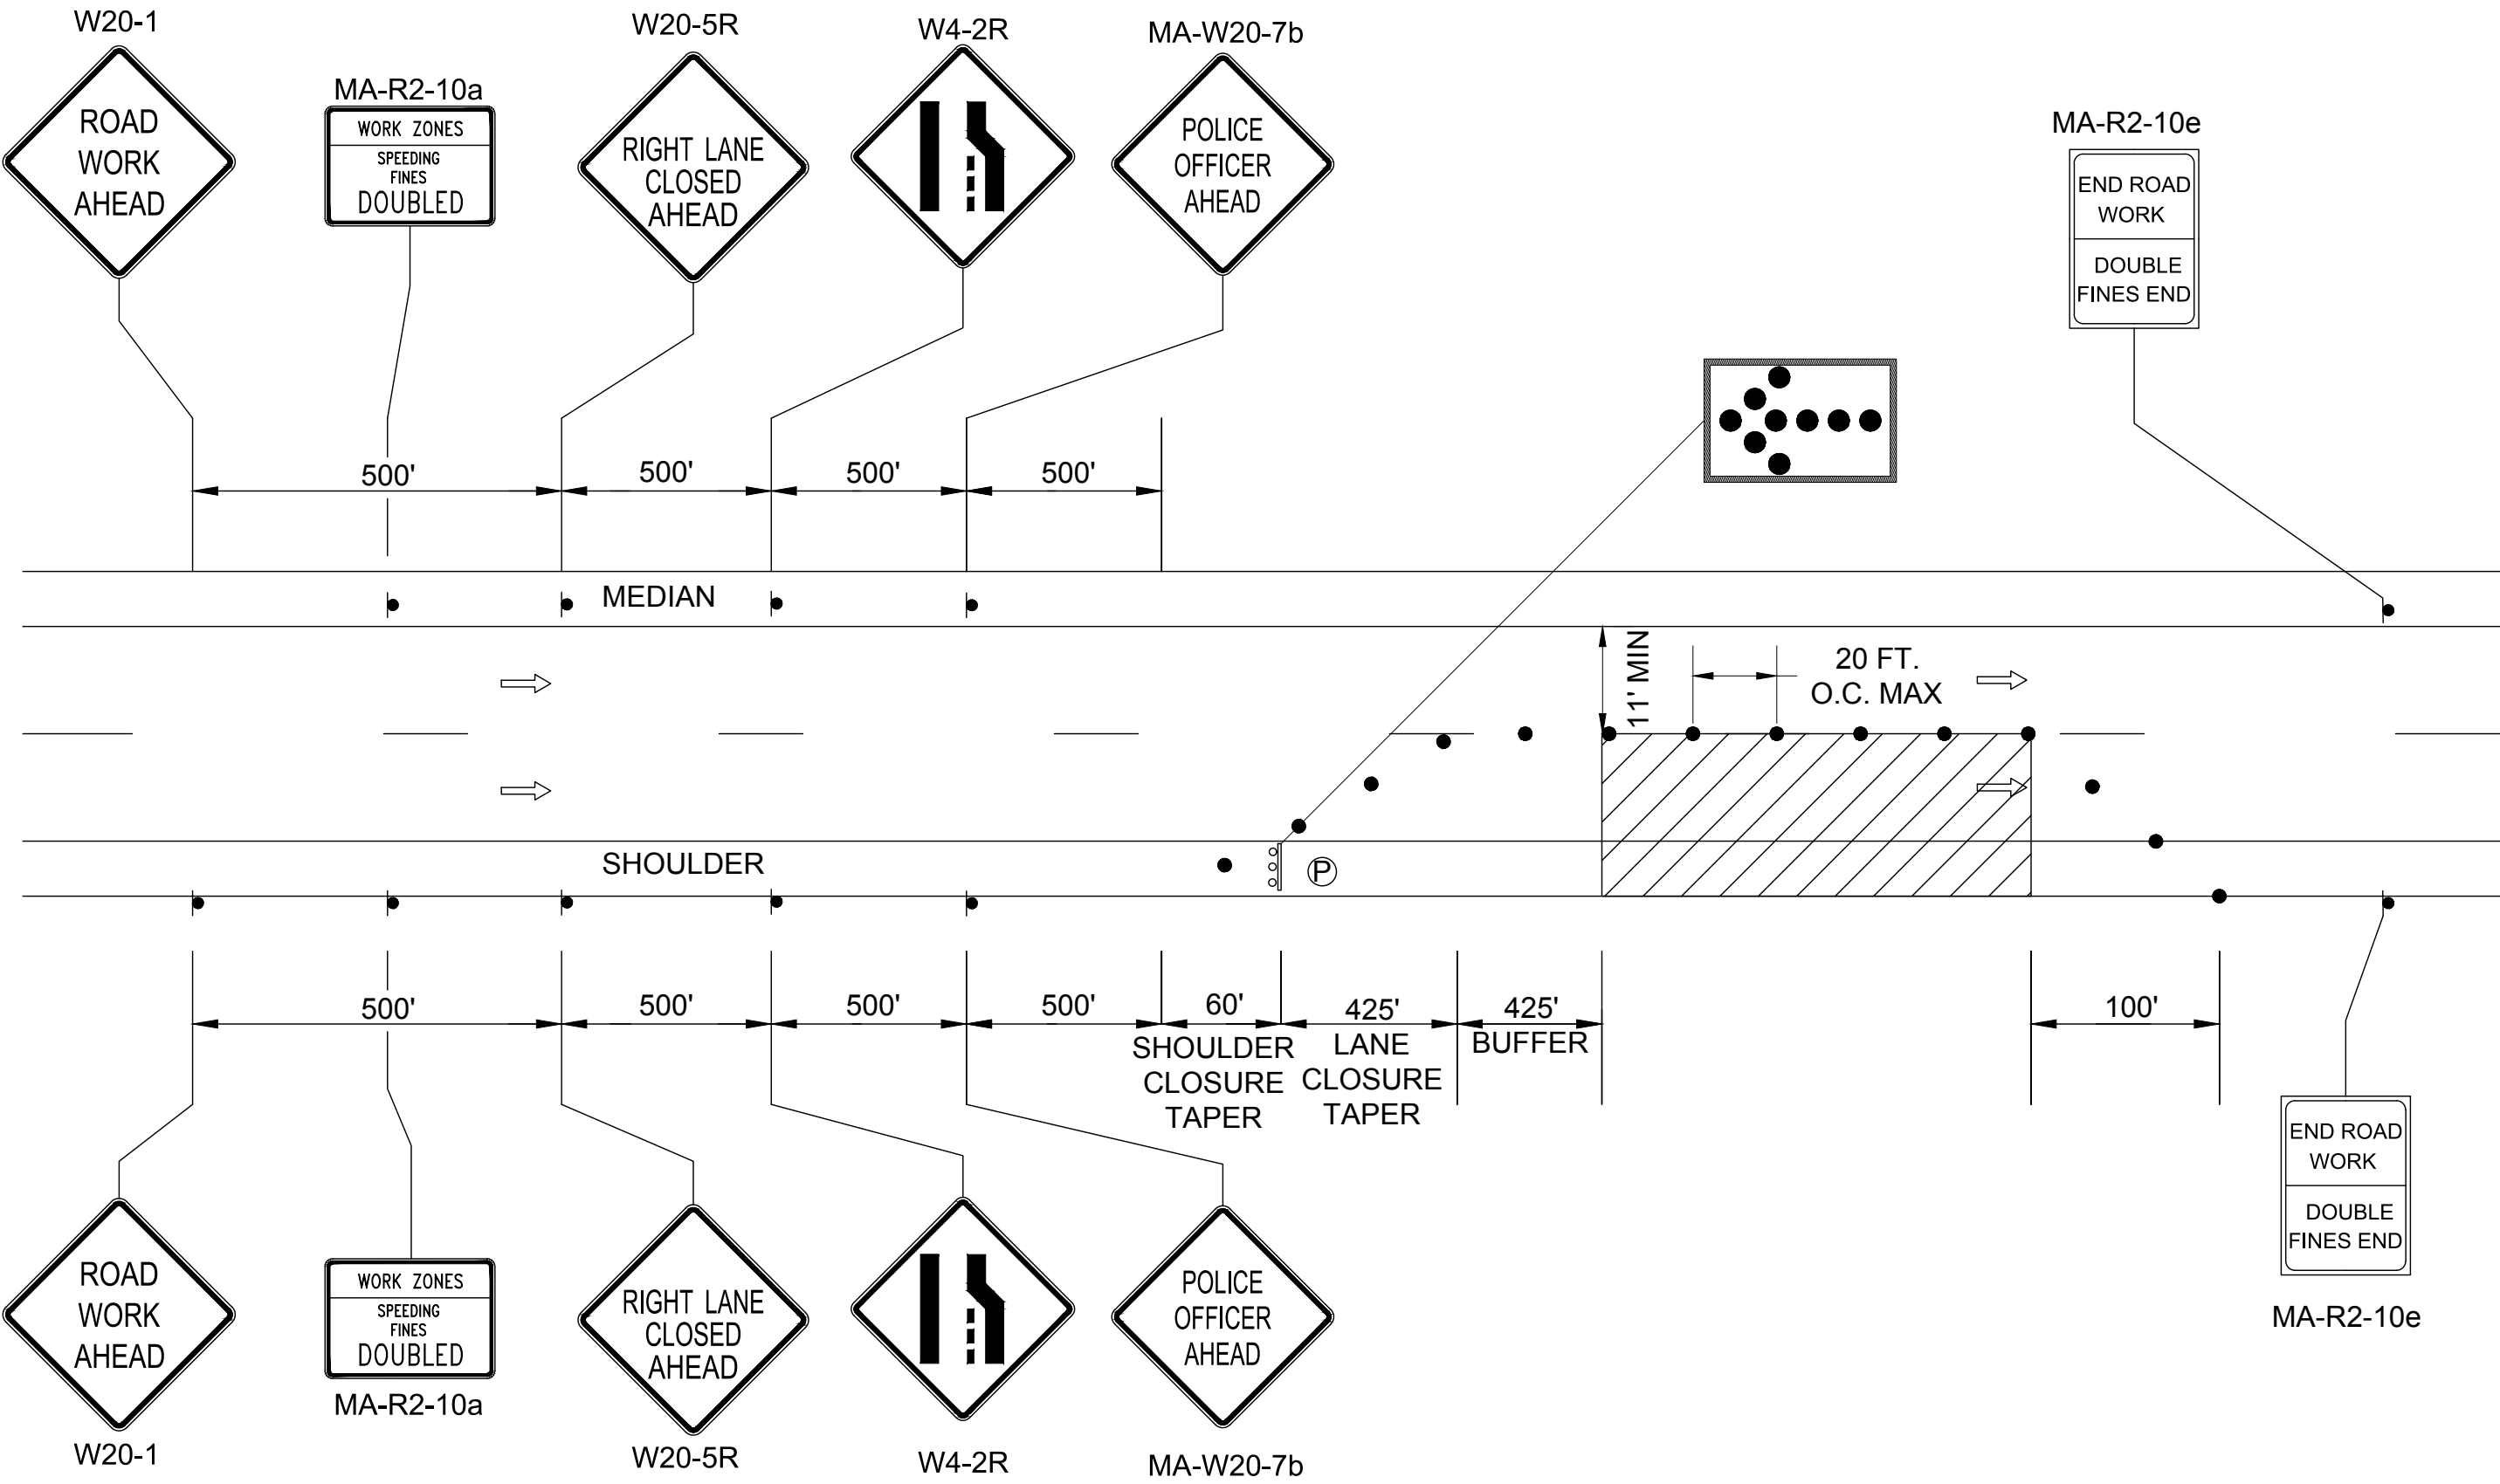 W20-1
W20-5R
W4-2R
MA-W20-7b
MA-R2-10a
MA-R2-10e
ROAD
WORK
AHEAD
WORK ZONES
SPEEDING
FINES
DOUBLED
RIGHT LANE
CLOSED
AHEAD
POLICE
OFFICER
AHEAD
END ROAD
WORK
DOUBLE
FINES END
500'
500'
500'
500'
MEDIAN
11' MIN
20 FT.
O.C. MAX
SHOULDER
P
500'
500'
500'
500'
60'
425'
425'
100'
SHOULDER
CLOSURE
TAPER
LANE
CLOSURE
TAPER
BUFFER
ROAD
WORK
AHEAD
WORK ZONES
SPEEDING
FINES
DOUBLED
RIGHT LANE
CLOSED
AHEAD
POLICE
OFFICER
AHEAD
END ROAD
WORK
DOUBLE
FINES END
MA-R2-10e
MA-R2-10a
W20-1
W20-5R
W4-2R
MA-W20-7b